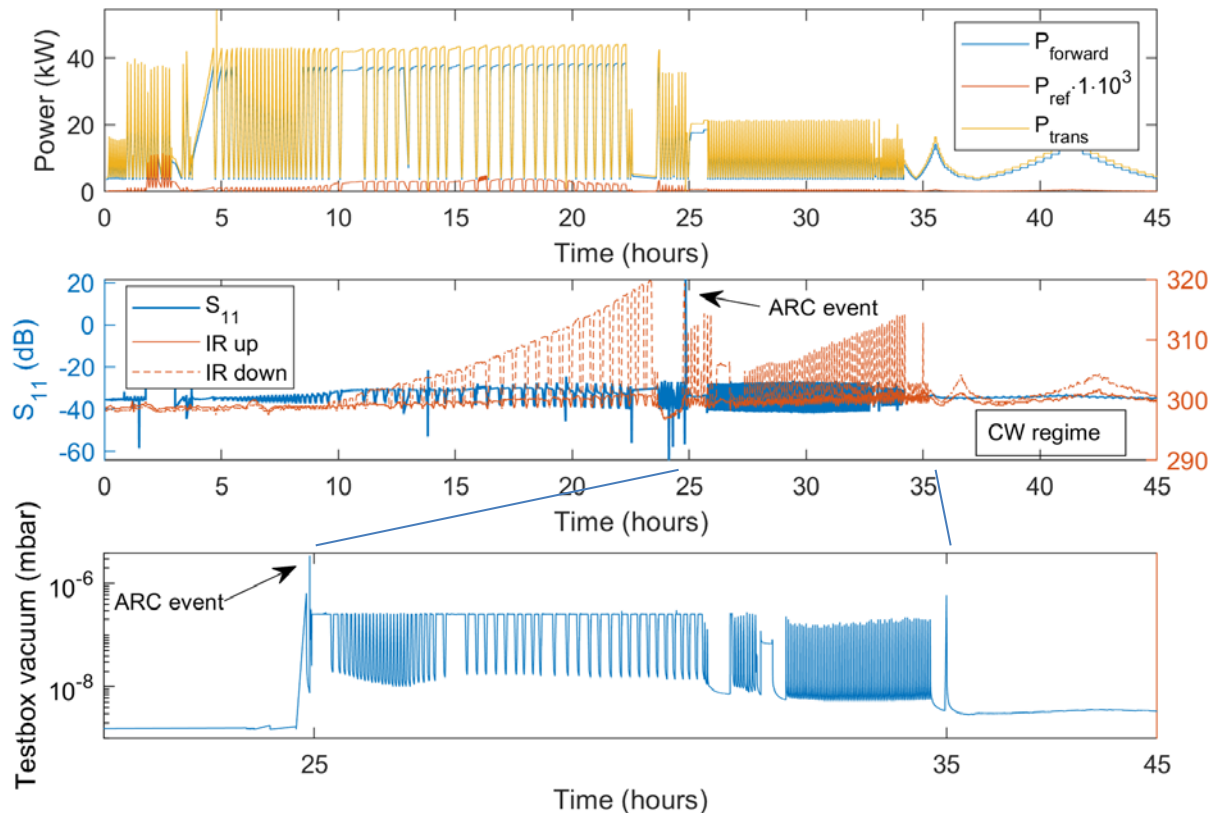 Power (kW)
40
20
0
P_forward
P_ref·1·10^3
P_trans
0 5 10 15 20 25 30 35 40 45
Time (hours)
S_11 (dB)
20
0
-20
-40
-60
S_11
IR up
IR down
ARC event
CW regime
320
310
300
290
0 5 10 15 20 25 30 35 40 45
Time (hours)
Testbox vacuum (mbar)
10^-6
10^-8
ARC event
25 35 45
Time (hours)